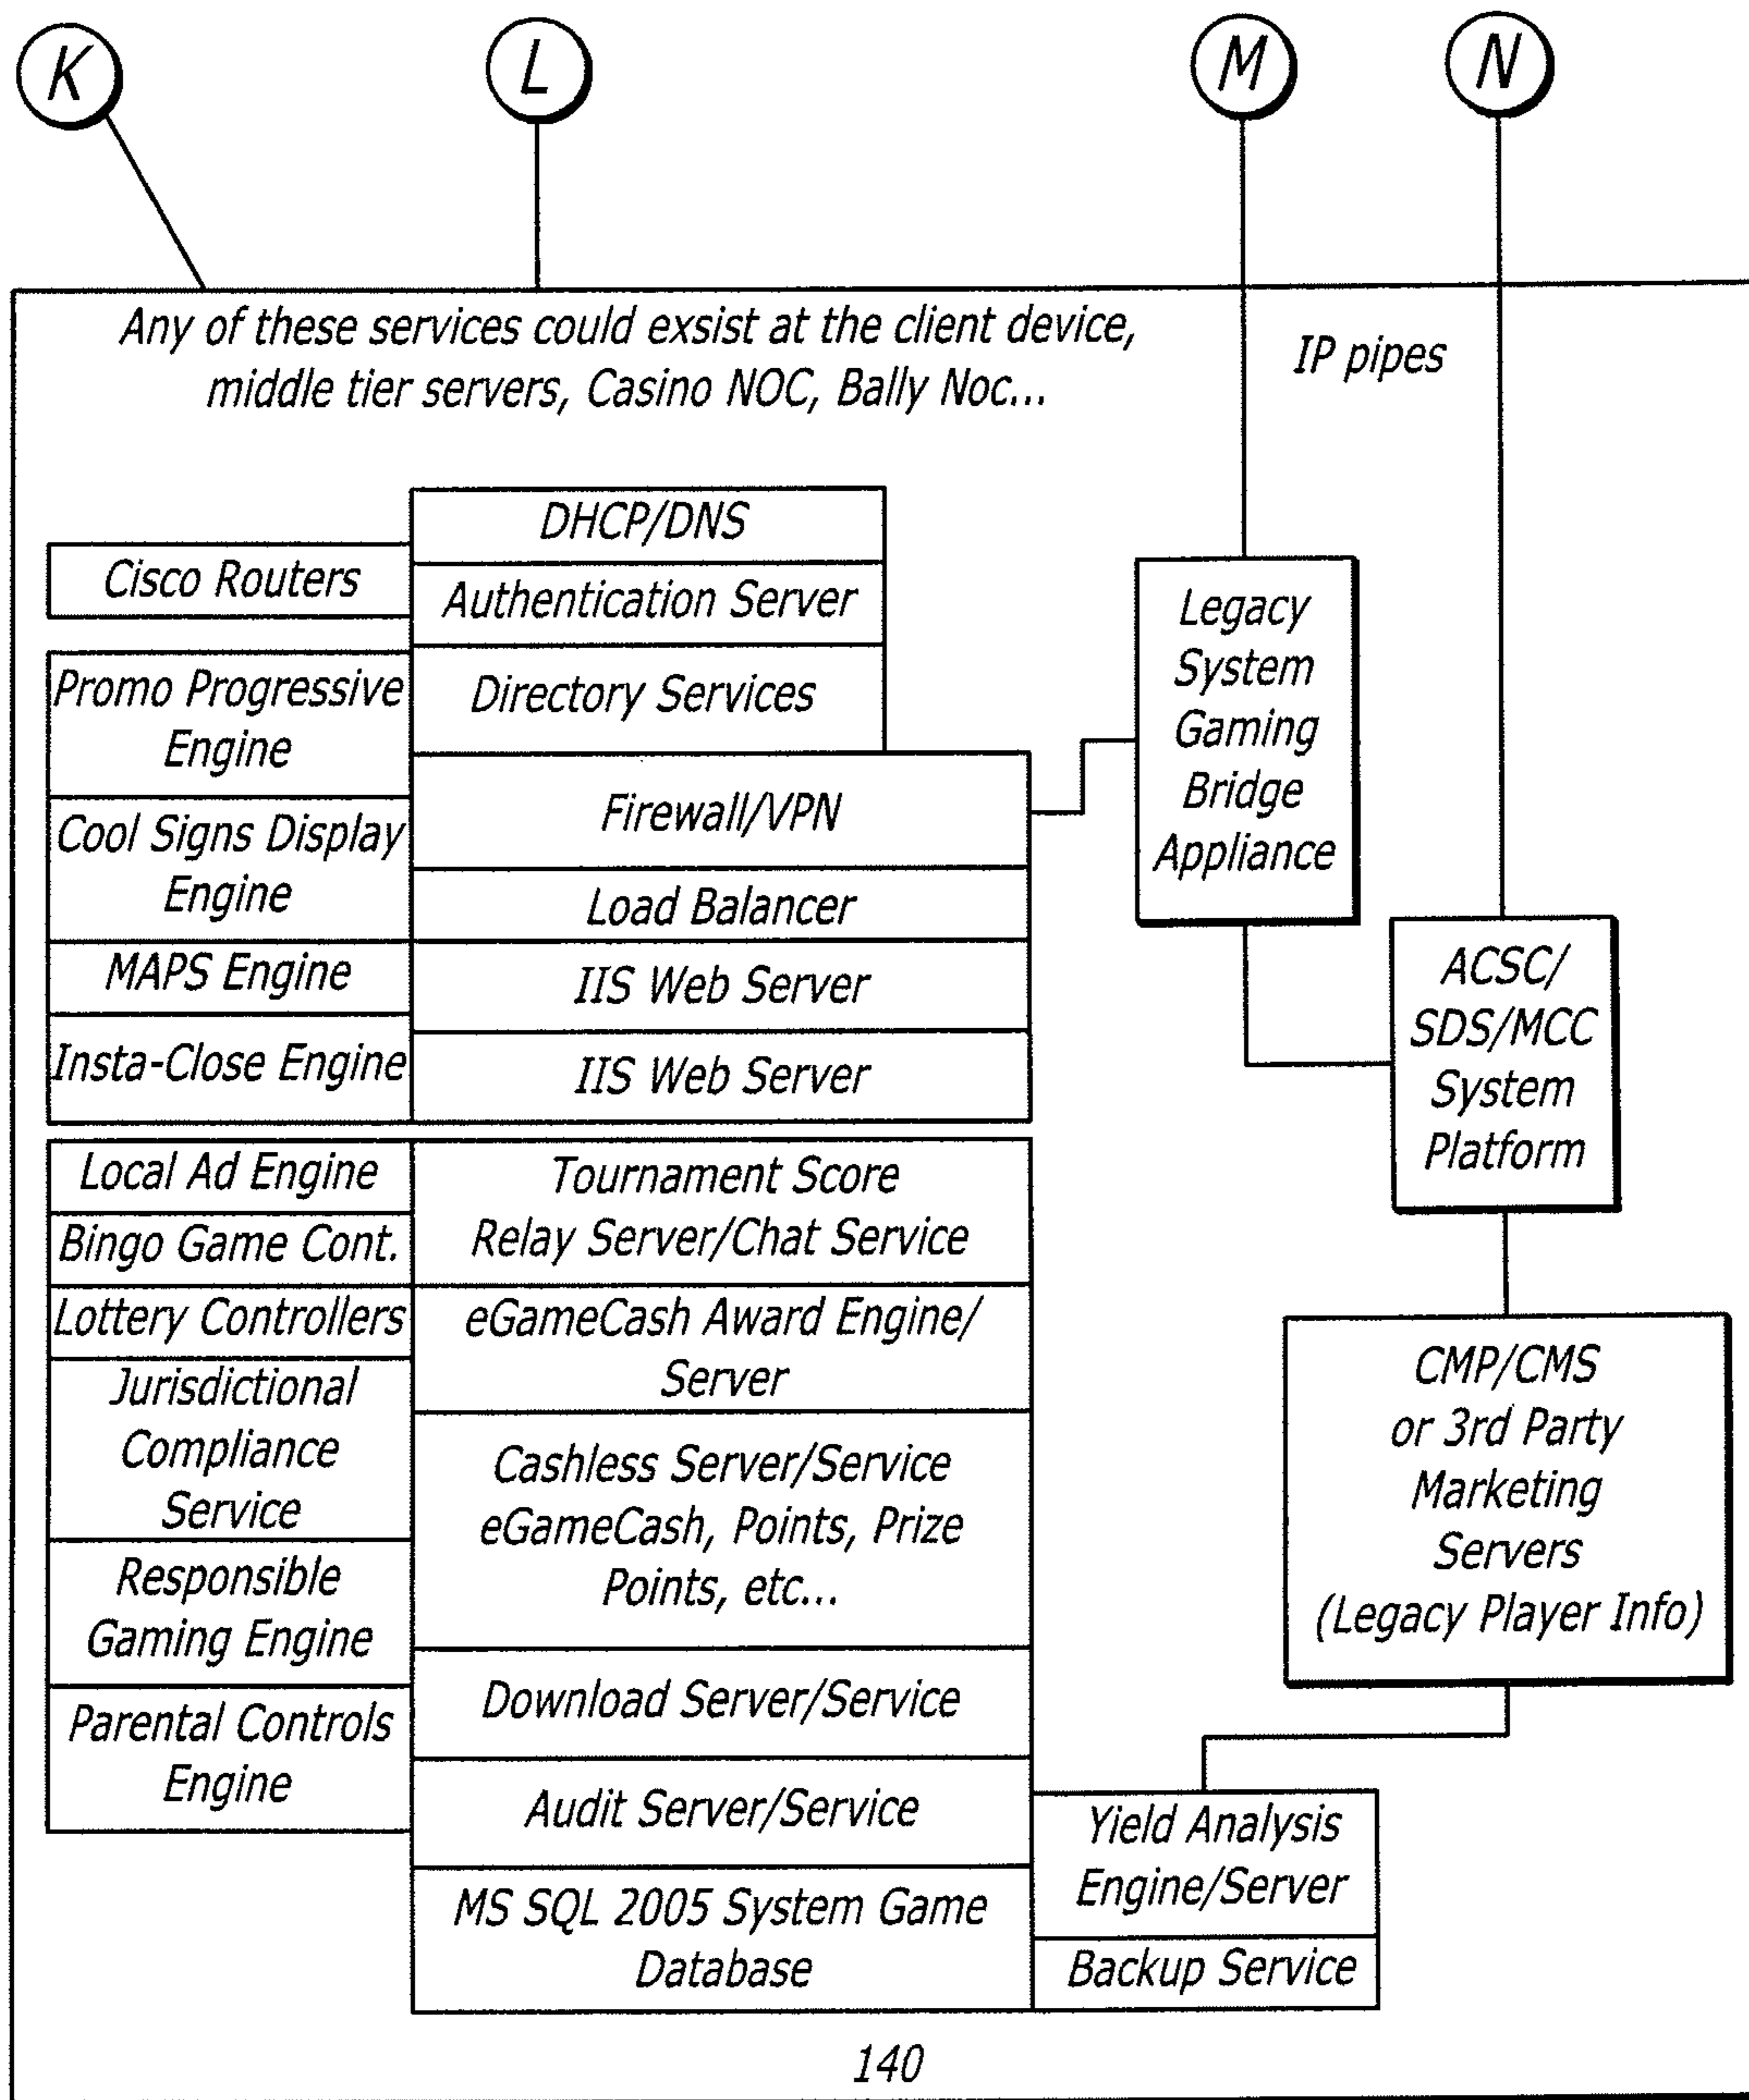 K
L
M
N
Any of these services could exsist at the client device,
middle tier servers, Casino NOC, Bally Noc...
IP pipes
DHCP/DNS
Cisco Routers
Authentication Server
Directory Services
Promo Progressive
Engine
Firewall/VPN
Cool Signs Display
Engine
Load Balancer
MAPS Engine
IIS Web Server
Insta-Close Engine
IIS Web Server
Legacy
System
Gaming
Bridge
Appliance
ACSC/
SDS/MCC
System
Platform
Local Ad Engine
Bingo Game Cont.
Lottery Controllers
Jurisdictional
Compliance
Service
Responsible
Gaming Engine
Parental Controls
Engine
Tournament Score
Relay Server/Chat Service
eGameCash Award Engine/
Server
Cashless Server/Service
eGameCash, Points, Prize
Points, etc...
Download Server/Service
Audit Server/Service
MS SQL 2005 System Game
Database
CMP/CMS
or 3rd Party
Marketing
Servers
(Legacy Player Info)
Yield Analysis
Engine/Server
Backup Service
140